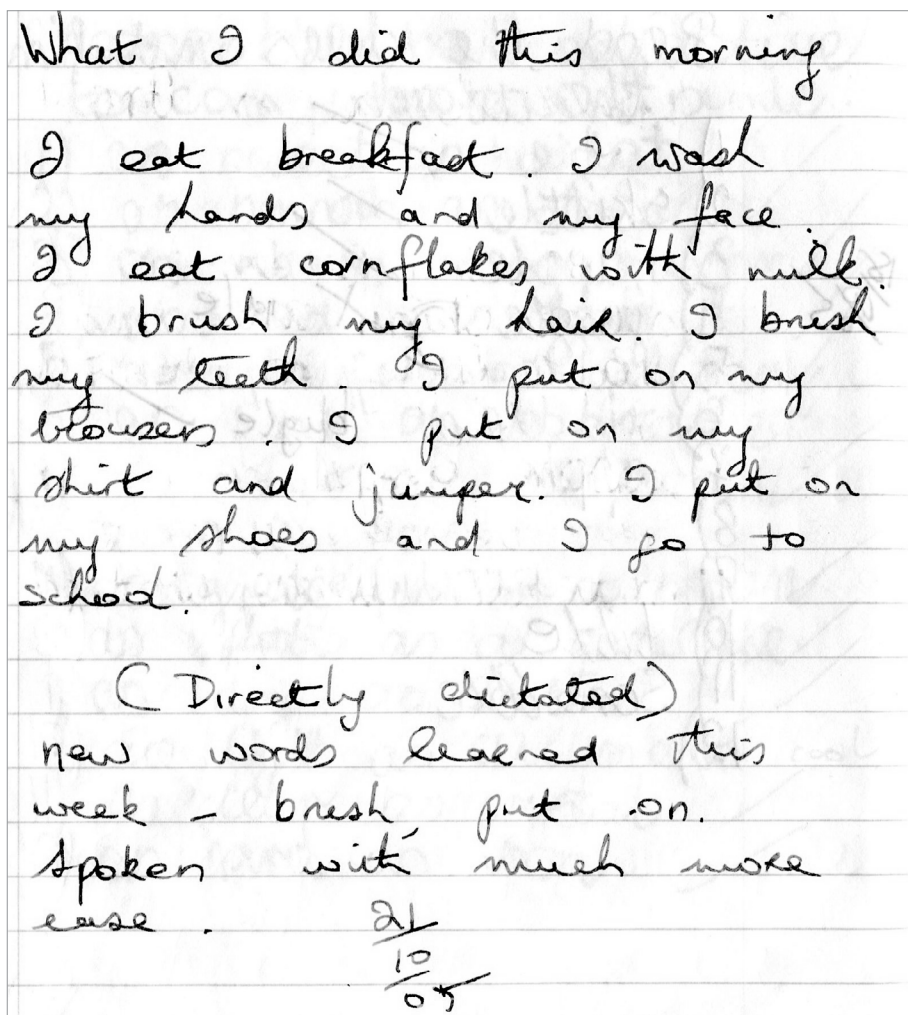 What I did this morning
I eat breakfast. I wash
my hands and my face.
I eat cornflakes with milk.
I brush my hair. I brush
my teeth. I put on my
trousers. I put on my
shirt and jumper. I put on
my shoes and I go to
school.
(Directly dictated)
new words learned this
week - brush, put on.
Spoken with much more
ease.
21
10
05